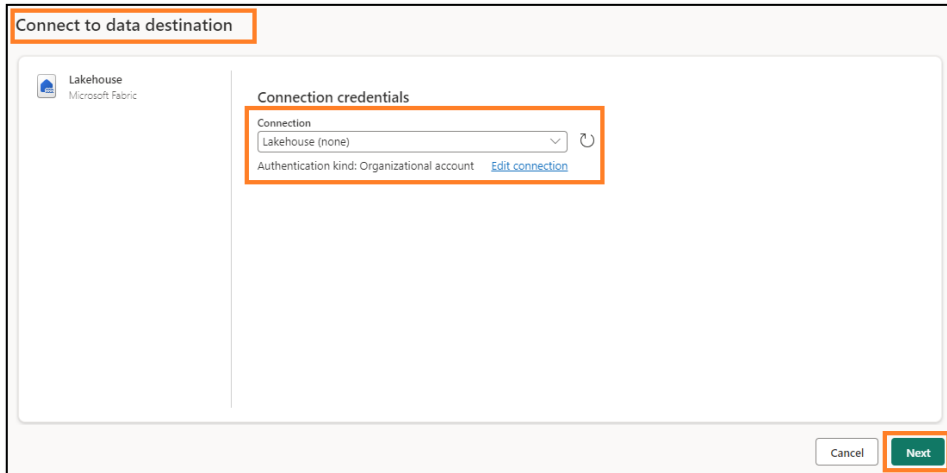 Connect to data destination
Lakehouse
Microsoft Fabric
Connection credentials
Connection
Lakehouse (none)
Authentication kind: Organizational account Edit connection
Cancel Next